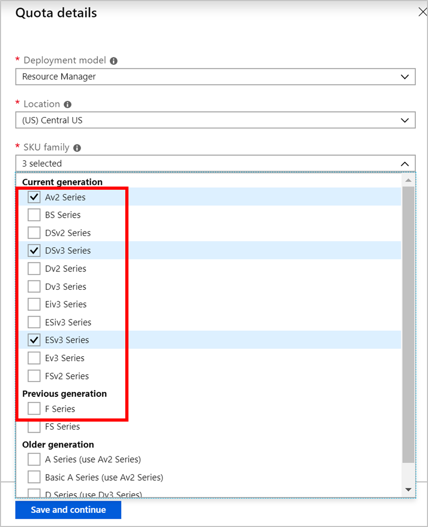 Quota details
* Deployment model
Resource Manager
* Location
(US) Central US
* SKU family
3 selected
Current generation
Av2 Series
BS Series
DSv2 Series
DSv3 Series
Dv2 Series
Dv3 Series
Eiv3 Series
ESiv3 Series
ESv3 Series
Ev3 Series
FSv2 Series
Previous generation
F Series
FS Series
Older generation
A Series (use Av2 Series)
Basic A Series (use Av2 Series)
D Series (use Dv3 Series)
Save and continue